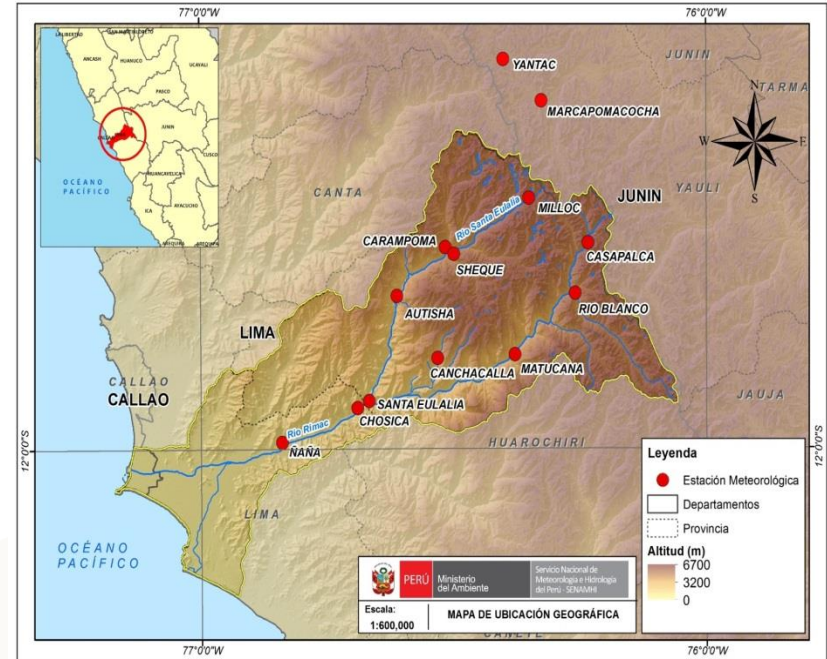 77°0'0"W
76°0'0"W
LA LIBERTAD
ANCASH
HUANUCO
UCAYALI
PASCO
JUNIN
HUANCAVELICA
ICA
AYACUCHO
AREQUIPA
OCÉANO
PACÍFICO
YANTAC
JUNIN
TARMA
MARCAPOMACOCHA
N
W
E
S
CANTA
JUNIN
YAULI
MILLOC
Rio Santa Eulalia
CARAMPOMA
CASAPALCA
SHEQUE
RIO BLANCO
AUTISHA
LIMA
CANCHACALLA
MATUCANA
CALLAO
CALLAO
JAUJA
SANTA EULALIA
CHOSICA
Rio Rimac
ÑAÑA
HUAROCHIRI
12°0'0"S
12°0'0"S
LIMA
OCÉANO
PACÍFICO
Leyenda
Estación Meteorológica
Departamentos
Provincia
Altitud (m)
6700
3200
0
PERÚ
Ministerio
del Ambiente
Servicio Nacional de
Meteorología e Hidrología
del Perú - SENAMHI
Escala:
1:600,000
MAPA DE UBICACIÓN GEOGRÁFICA
CAÑETE
77°0'0"W
76°0'0"W